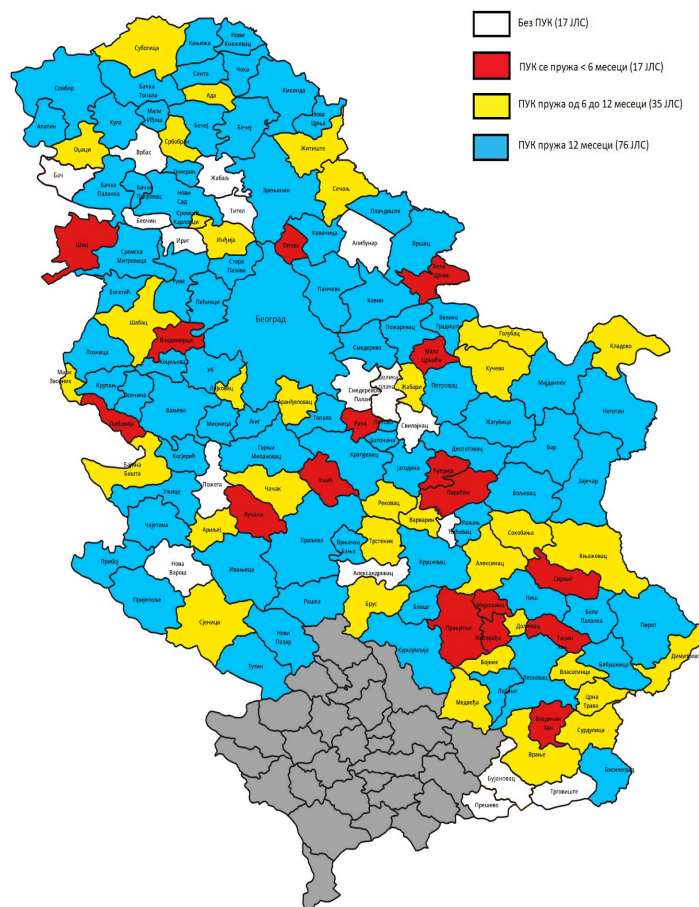 Без ПУК (17 ЈЛС)
ПУК се пружа < 6 месеци (17 ЈЛС)
ПУК пружа од 6 до 12 месеци (35 ЈЛС)
ПУК пружа 12 месеци (76 ЈЛС)
Суботица
Кањижа
Нови
Кнежевац
Сомбор
Бачка
Топола
Сента
Чока
Ада
Кикинда
Апатин
Кула
Мали
Иђош
Бечеј
Бечеј
Нова
Црња
Оџаци
Врбас
Србобран
Житиште
Бач
Темерин
Жабаљ
Зрењанин
Сечањ
Бачка
Паланка
Бачки
Петровац
Нови
Сад
Тител
Пландиште
Беочин
Сремски
Карловци
Шид
Ириг
Инђија
Опово
Ковачица
Алибунар
Вршац
Сремска
Митровица
Стара
Пазова
Бела
Црква
Рума
Пећинци
Панчево
Ковин
Богатић
Шабац
Београд
Велико
Градиште
Голубац
Пожаревац
Кладово
Владимирци
Смедерево
Мало
Црниће
Кучево
Лозница
Коцељева
Мајданпек
Мали
Зворник
Крупањ
Уб
Лајковац
Жабари
Петровац
Неготин
Осечина
Ваљево
Аранђеловац
Топола
Смедеревска
Љубовија
Мионица
Љиг
Рача
Лапово
Свилајнац
Жагубица
Баточина
Бор
Зајечар
Бајина
Башта
Косјерић
Горњи
Милановац
Крагујевац
Јагодина
Деспотовац
Пожега
Чачак
Кнић
Ћуприја
Параћин
Бољевац
Ужице
Лучани
Рековац
Чајетина
Ариље
Варварин
Ражањ
Ћићевац
Сокобања
Књажевац
Прибој
Нова
Варош
Ивањица
Краљево
Врњачка
Бања
Трстеник
Крушевац
Алексинац
Сврљиг
Александровац
Пријепоље
Сјеница
Рашка
Брус
Блаце
Мерошина
Ниш
Бела
Паланка
Пирот
Прокупље
Житорађа
Дољевац
Гаџин
Хан
Нови
Пазар
Тутин
Куршумлија
Бојник
Лесковац
Власотинце
Бабушница
Димитровград
Медвеђа
Лебане
Црна
Трава
Владичин
Хан
Сурдулица
Врање
Босилеград
Бујановац
Прешево
Трговиште